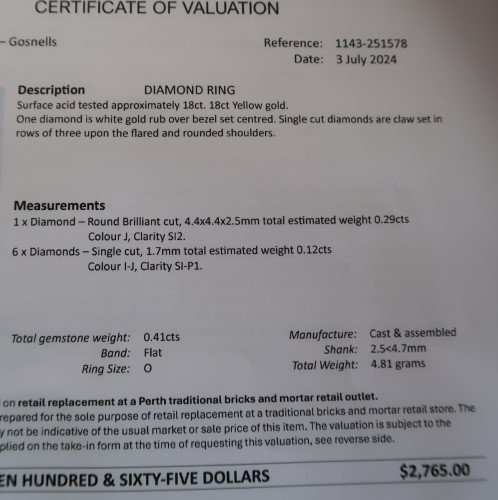 CERTIFICATE OF VALUATION
– Gosnells
Reference: 1143-251578
Date: 3 July 2024
Description DIAMOND RING
Surface acid tested approximately 18ct. 18ct Yellow gold.
One diamond is white gold rub over bezel set centred. Single cut diamonds are claw set in
rows of three upon the flared and rounded shoulders.
Measurements
1 x Diamond – Round Brilliant cut, 4.4x4.4x2.5mm total estimated weight 0.29cts
Colour J, Clarity SI2.
6 x Diamonds – Single cut, 1.7mm total estimated weight 0.12cts
Colour I-J, Clarity SI-P1.
Total gemstone weight: 0.41cts
Band: Flat
Ring Size: O
Manufacture: Cast & assembled
Shank: 2.5<4.7mm
Total Weight: 4.81 grams
on retail replacement at a Perth traditional bricks and mortar retail outlet.
repared for the sole purpose of retail replacement at a traditional bricks and mortar retail store. The
y not be indicative of the usual market or sale price of this item. The valuation is subject to the
plied on the take-in form at the time of requesting this valuation, see reverse side.
EN HUNDRED & SIXTY-FIVE DOLLARS $2,765.00